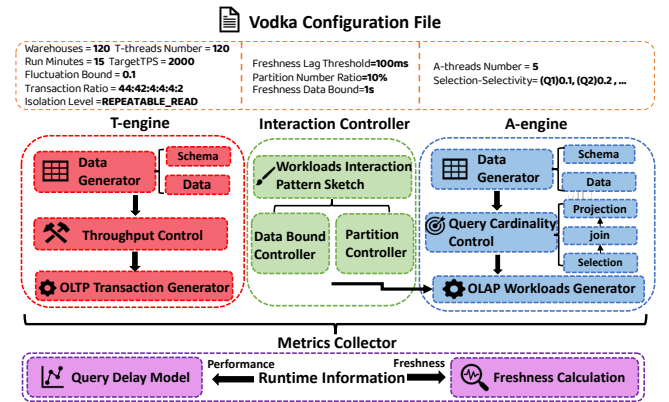 Vodka Configuration File
Warehouses = 120 T-threads Number = 120
Run Minutes = 15 TargetTPS = 2000
Fluctuation Bound = 0.1
Transaction Ratio = 44:42:4:4:4:2
Isolation Level =REPEATABLE_READ
Freshness Lag Threshold=100ms
Partition Number Ratio=10%
Freshness Data Bound=1s
A-threads Number = 5
Selection-Selectivity= (Q1)0.1, (Q2)0.2 , ...
T-engine
Data
Generator
Schema
Data
Throughput Control
OLTP Transaction Generator
Interaction Controller
Workloads Interaction
Pattern Sketch
Data Bound
Controller
Partition
Controller
A-engine
Data
Generator
Schema
Data
Query Cardinality
Control
Projection
join
Selection
OLAP Workloads Generator
Metrics Collector
Query Delay Model
Performance
Runtime Information
Freshness
Freshness Calculation